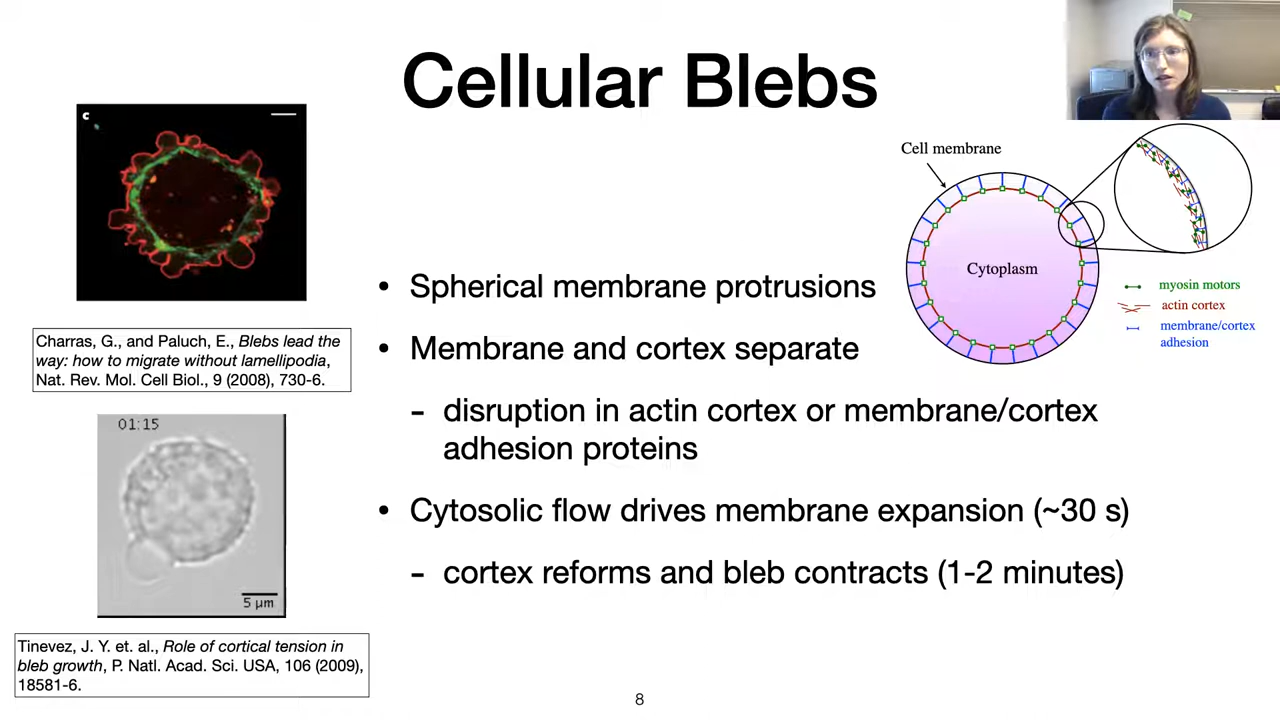 Cellular Blebs
c
Charras, G., and Paluch, E., Blebs lead the
way: how to migrate without lamellipodia,
Nat. Rev. Mol. Cell Biol., 9 (2008), 730-6.
01:15
5 µm
Tinevez, J. Y. et. al., Role of cortical tension in
bleb growth, P. Natl. Acad. Sci. USA, 106 (2009),
18581-6.
Cell membrane
Cytoplasm
myosin motors
actin cortex
membrane/cortex
adhesion
• Spherical membrane protrusions
• Membrane and cortex separate
- disruption in actin cortex or membrane/cortex
adhesion proteins
• Cytosolic flow drives membrane expansion (~30 s)
- cortex reforms and bleb contracts (1-2 minutes)
8